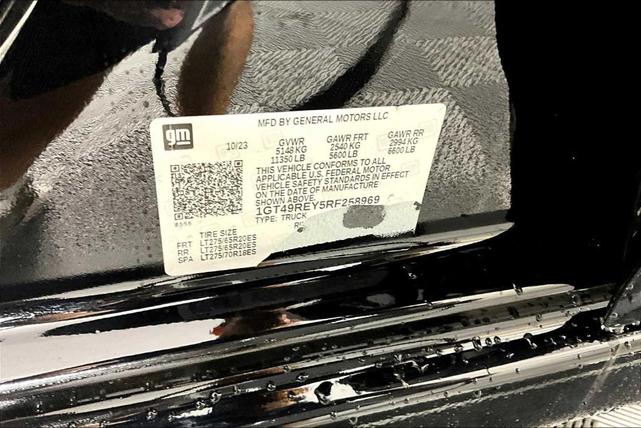 MFD BY GENERAL MOTORS LLC
gm
10/23
GVWR GAWR FRT GAWR RR
5148 KG 2540 KG 2994 KG
11350 LB 5600 LB 6600 LB
THIS VEHICLE CONFORMS TO ALL
APPLICABLE U.S. FEDERAL MOTOR
VEHICLE SAFETY STANDARDS IN EFFECT
ON THE DATE OF MANUFACTURE
SHOWN ABOVE.
1GT49REY5RF258969
TYPE: TRUCK
TIRE SIZE
FRT LT275/65R20ES
RR LT275/65R20ES
SPA LT275/70R18ES